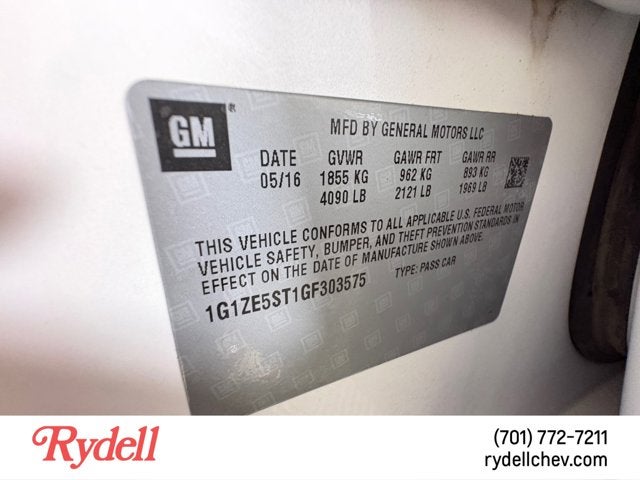 GM®
MFD BY GENERAL MOTORS LLC
DATE GVWR GAWR FRT GAWR RR
05/16 1855 KG 962 KG 893 KG
4090 LB 2121 LB 1969 LB
THIS VEHICLE CONFORMS TO ALL APPLICABLE U.S. FEDERAL MOTOR
VEHICLE SAFETY, BUMPER, AND THEFT PREVENTION STANDARDS IN
EFFECT ON THE DATE OF MANUFACTURE SHOWN ABOVE.
1G1ZE5ST1GF303575 TYPE: PASS CAR
Rydell
(701) 772-7211
rydellchev.com